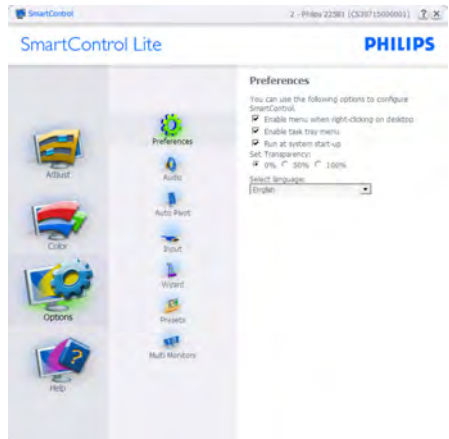 SmartControl
2 - Philips 225B1 (CS39715000001)
? X
SmartControl Lite
PHILIPS
Adjust
Color
Options
Help
Preferences
Audio
Auto Pivot
Input
Wizard
Presets
Multi Monitors
Preferences
You can use the following options to configure
SmartControl.
Enable menu when right-clicking on desktop
Enable task tray menu
Run at system start-up
Set Transparency:
0% 50% 100%
Select language:
English